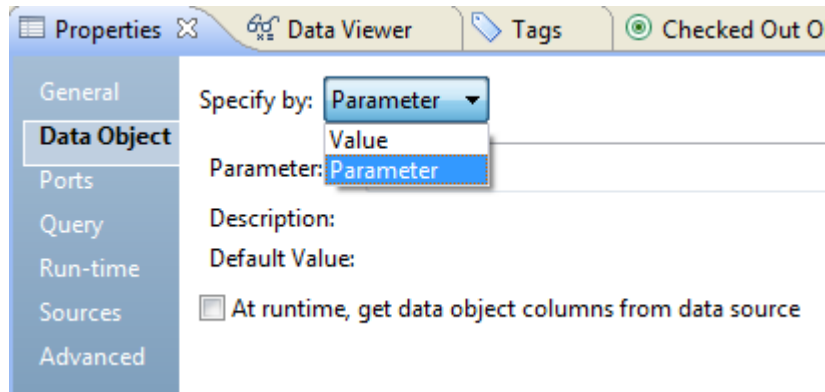 Properties Data Viewer Tags Checked Out O
General
Specify by: Parameter
Data Object
Value
Parameter: Parameter
Ports
Description:
Query
Default Value:
Run-time
At runtime, get data object columns from data source
Sources
Advanced